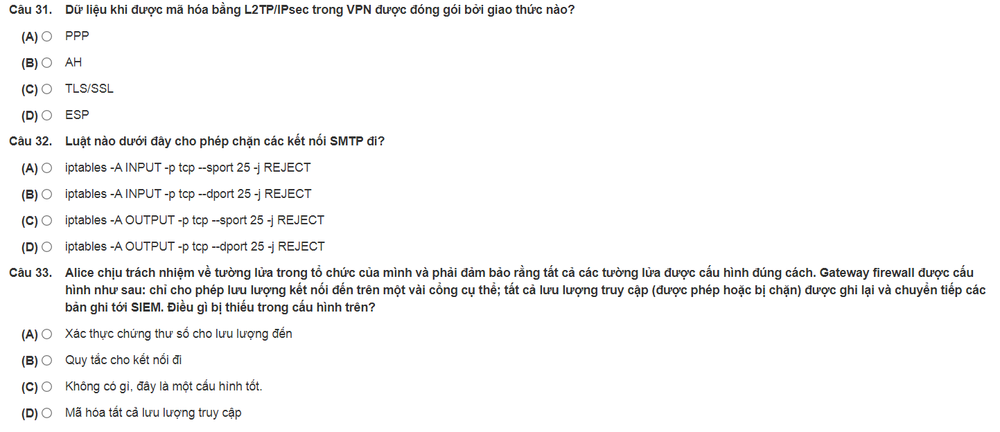 Câu 31. Dữ liệu khi được mã hóa bằng L2TP/IPsec trong VPN được đóng gói bởi giao thức nào?
(A) PPP
(B) AH
(C) TLS/SSL
(D) ESP
Câu 32. Luật nào dưới đây cho phép chặn các kết nối SMTP đi?
(A) iptables -A INPUT -p tcp --sport 25 -j REJECT
(B) iptables -A INPUT -p tcp --dport 25 -j REJECT
(C) iptables -A OUTPUT -p tcp --sport 25 -j REJECT
(D) iptables -A OUTPUT -p tcp --dport 25 -j REJECT
Câu 33. Alice chịu trách nhiệm về tường lửa trong tổ chức của mình và phải đảm bảo rằng tất cả các tường lửa được cấu hình đúng cách. Gateway firewall được cấu
hình như sau: chỉ cho phép lưu lượng kết nối đến trên một vài cổng cụ thể; tất cả lưu lượng truy cập (được phép hoặc bị chặn) được ghi lại và chuyển tiếp các
bản ghi tới SIEM. Điều gì bị thiếu trong cấu hình trên?
(A) Xác thực chứng thư số cho lưu lượng đến
(B) Quy tắc cho kết nối đi
(C) Không có gì, đây là một cấu hình tốt.
(D) Mã hóa tất cả lưu lượng truy cập